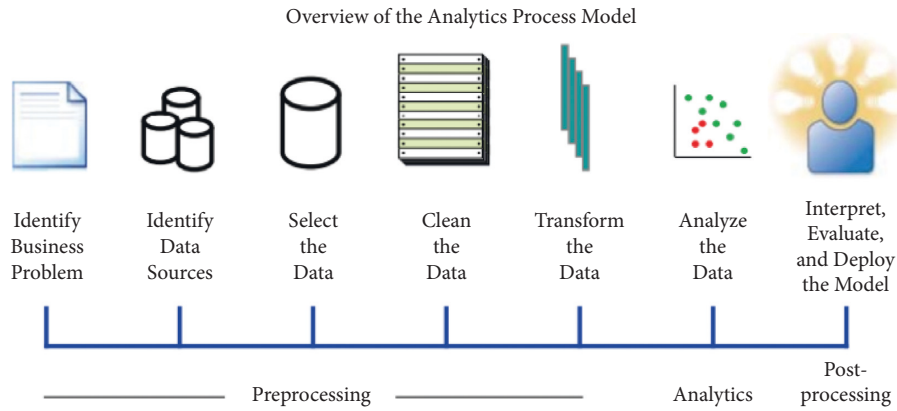 Overview of the Analytics Process Model
Identify
Business
Problem
Identify
Data
Sources
Select
the
Data
Clean
the
Data
Transform
the
Data
Analyze
the
Data
Interpret,
Evaluate,
and Deploy
the Model
Preprocessing
Analytics
Post-
processing